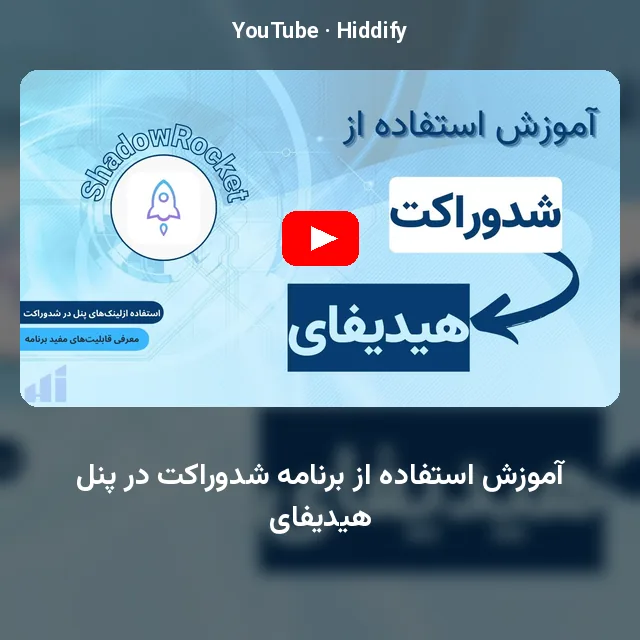 YouTube · Hiddify
آموزش استفاده از
ShadowRocket
شدوراکت
هیدیفای
استفاده ازلینک‌های پنل در شدوراکت
معرفی قابلیت‌های مفید برنامه
آموزش استفاده از برنامه شدوراکت در پنل
هیدیفای